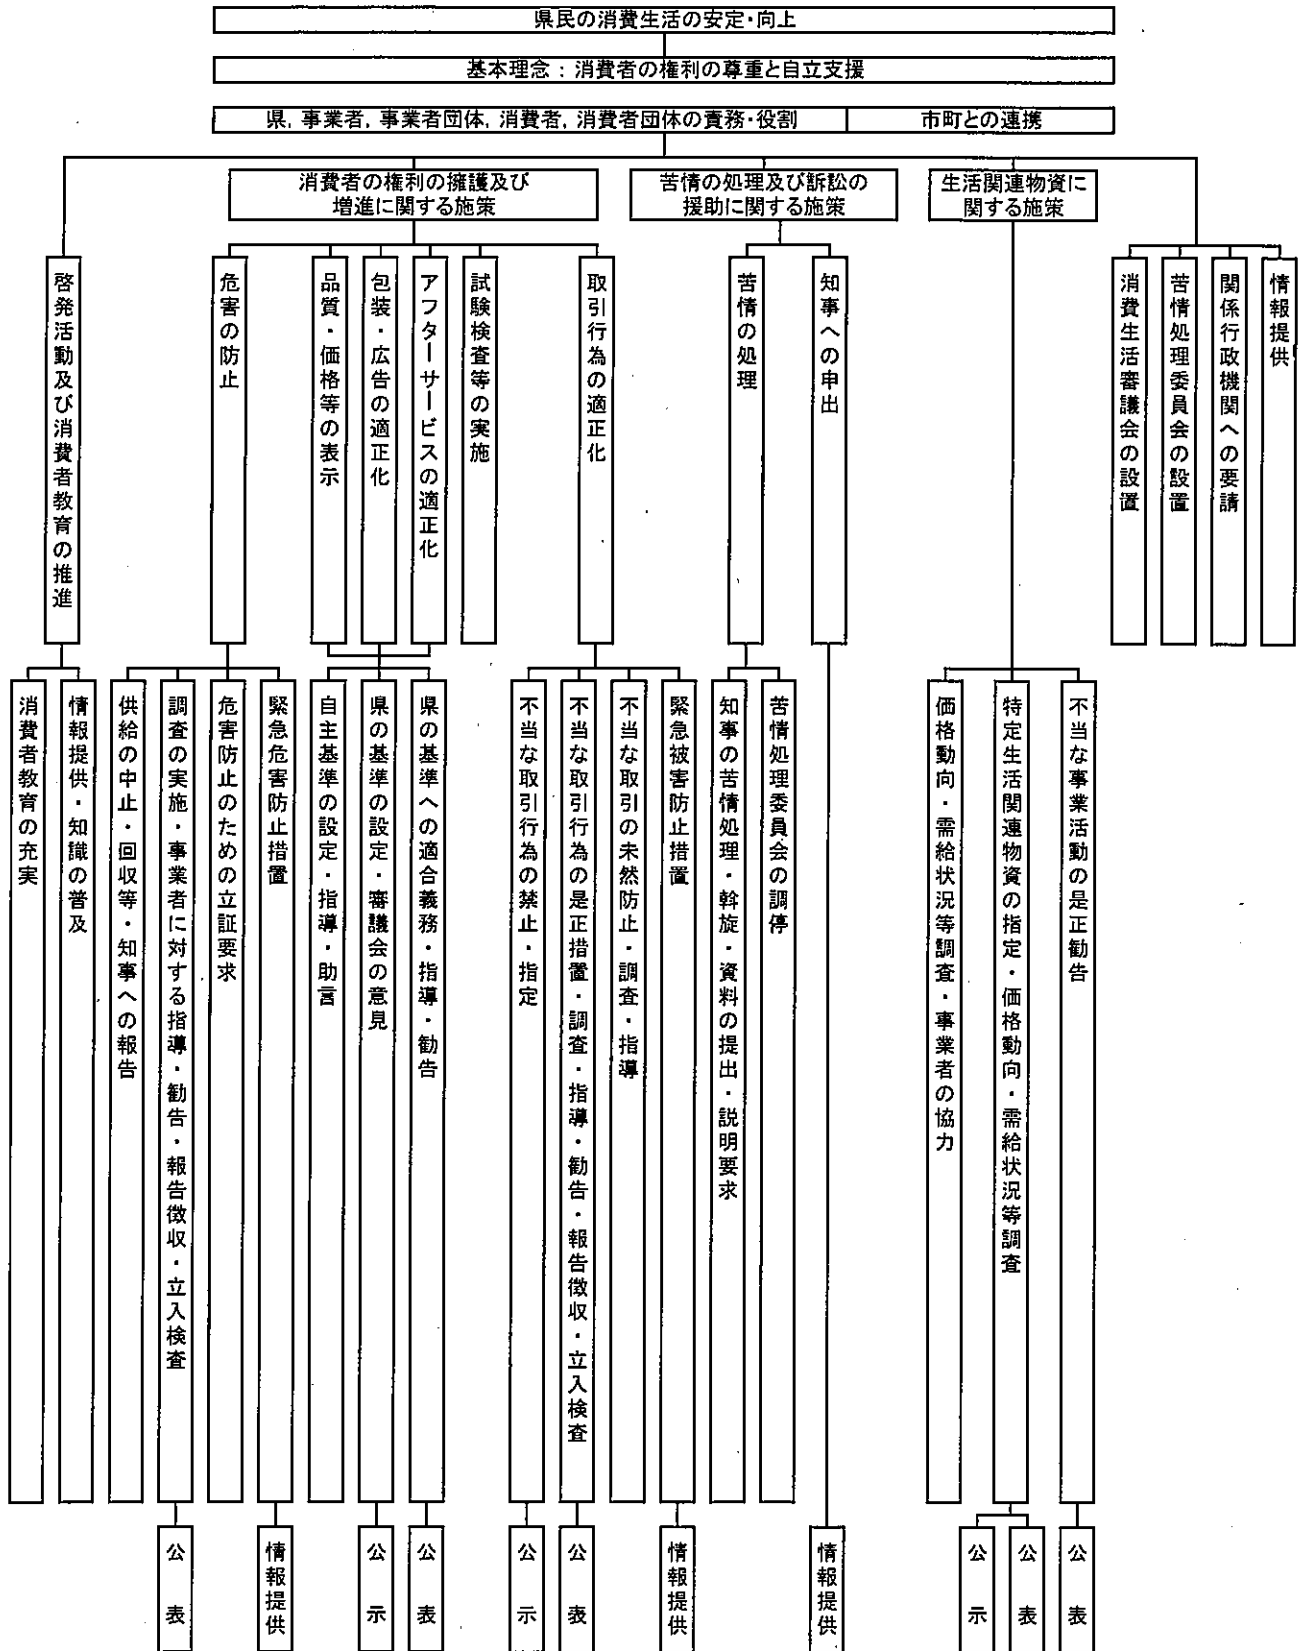 県民の消費生活の安定・向上
基本理念：消費者の権利の尊重と自立支援
県，事業者，事業者団体，消費者，消費者団体の責務・役割
市町との連携
消費者の権利の擁護及び
増進に関する施策
苦情の処理及び訴訟の
援助に関する施策
生活関連物資に
関する施策
啓発活動及び消費者教育の推進
危害の防止
品質・価格等の表示
包装・広告の適正化
アフターサービスの適正化
試験検査等の実施
取引行為の適正化
苦情の処理
知事への申出
消費生活審議会の設置
苦情処理委員会の設置
関係行政機関への要請
情報提供
消費者教育の充実
情報提供・知識の普及
供給の中止・回収等・知事への報告
調査の実施・事業者に対する指導・勧告・報告徴収・立入検査
危害防止のための立証要求
緊急危害防止措置
自主基準の設定・指導・助言
県の基準の設定・審議会の意見
県の基準への適合義務・指導・勧告
不当な取引行為の禁止・指定
不当な取引行為の是正措置・調査・指導・勧告・報告徴収・立入検査
不当な取引の未然防止・調査・指導
緊急被害防止措置
知事の苦情処理・斡旋・資料の提出・説明要求
苦情処理委員会の調停
価格動向・需給状況等調査・事業者の協力
特定生活関連物資の指定・価格動向・需給状況等調査
不当な事業活動の是正勧告
公表
情報提供
公示
公表
公示
公表
情報提供
情報提供
公示
公表
公表